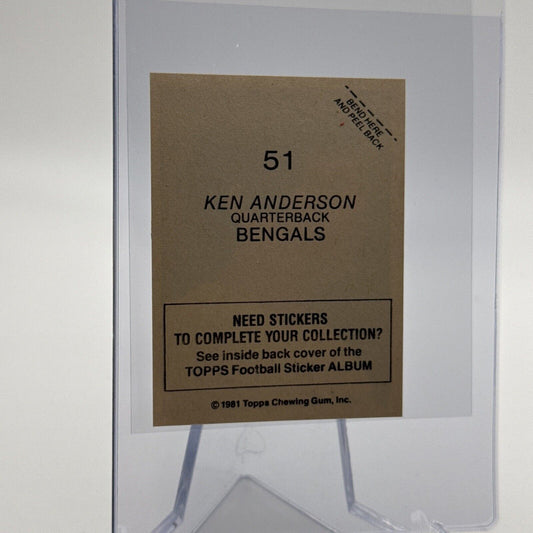 BEND HERE
AND PEEL BACK
51
KEN ANDERSON
QUARTERBACK
BENGALS
NEED STICKERS
TO COMPLETE YOUR COLLECTION?
See inside back cover of the
TOPPS Football Sticker ALBUM
© 1981 Topps Chewing Gum, Inc.